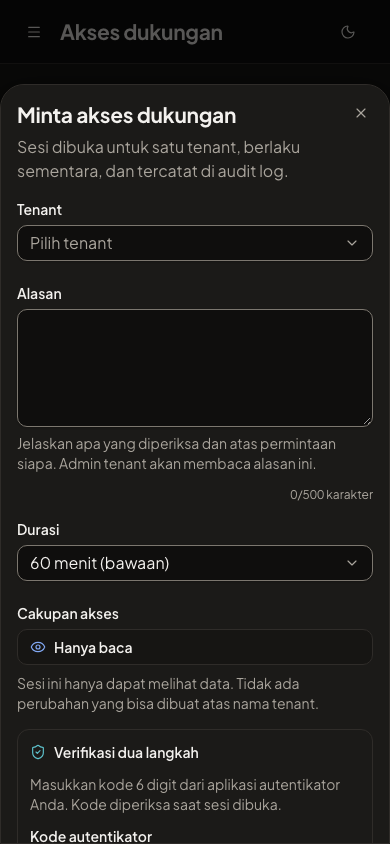 Akses dukungan
Minta akses dukungan
Sesi dibuka untuk satu tenant, berlaku
sementara, dan tercatat di audit log.
Tenant
Pilih tenant
Alasan
Jelaskan apa yang diperiksa dan atas permintaan
siapa. Admin tenant akan membaca alasan ini.
0/500 karakter
Durasi
60 menit (bawaan)
Cakupan akses
Hanya baca
Sesi ini hanya dapat melihat data. Tidak ada
perubahan yang bisa dibuat atas nama tenant.
Verifikasi dua langkah
Masukkan kode 6 digit dari aplikasi autentikator
Anda. Kode diperiksa saat sesi dibuka.
Kode autentikator